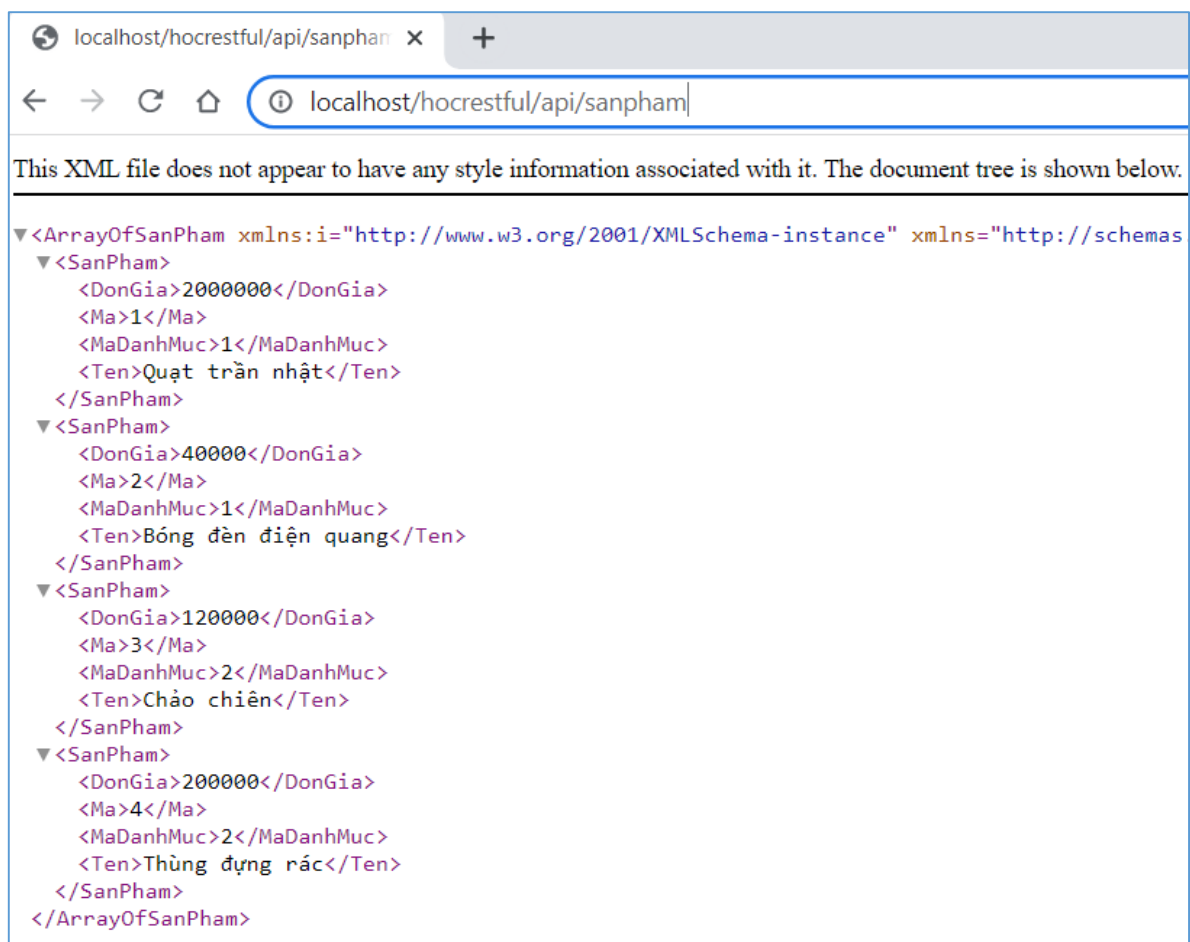 localhost/hocrestful/api/sanpham
localhost/hocrestful/api/sanpham
This XML file does not appear to have any style information associated with it. The document tree is shown below.
▼<ArrayOfSanPham xmlns:i="http://www.w3.org/2001/XMLSchema-instance" xmlns="http://schemas
▼<SanPham>
<DonGia>2000000</DonGia>
<Ma>1</Ma>
<MaDanhMuc>1</MaDanhMuc>
<Ten>Quạt trần nhật</Ten>
</SanPham>
▼<SanPham>
<DonGia>40000</DonGia>
<Ma>2</Ma>
<MaDanhMuc>1</MaDanhMuc>
<Ten>Bóng đèn điện quang</Ten>
</SanPham>
▼<SanPham>
<DonGia>120000</DonGia>
<Ma>3</Ma>
<MaDanhMuc>2</MaDanhMuc>
<Ten>Chảo chiên</Ten>
</SanPham>
▼<SanPham>
<DonGia>200000</DonGia>
<Ma>4</Ma>
<MaDanhMuc>2</MaDanhMuc>
<Ten>Thùng đựng rác</Ten>
</SanPham>
</ArrayOfSanPham>